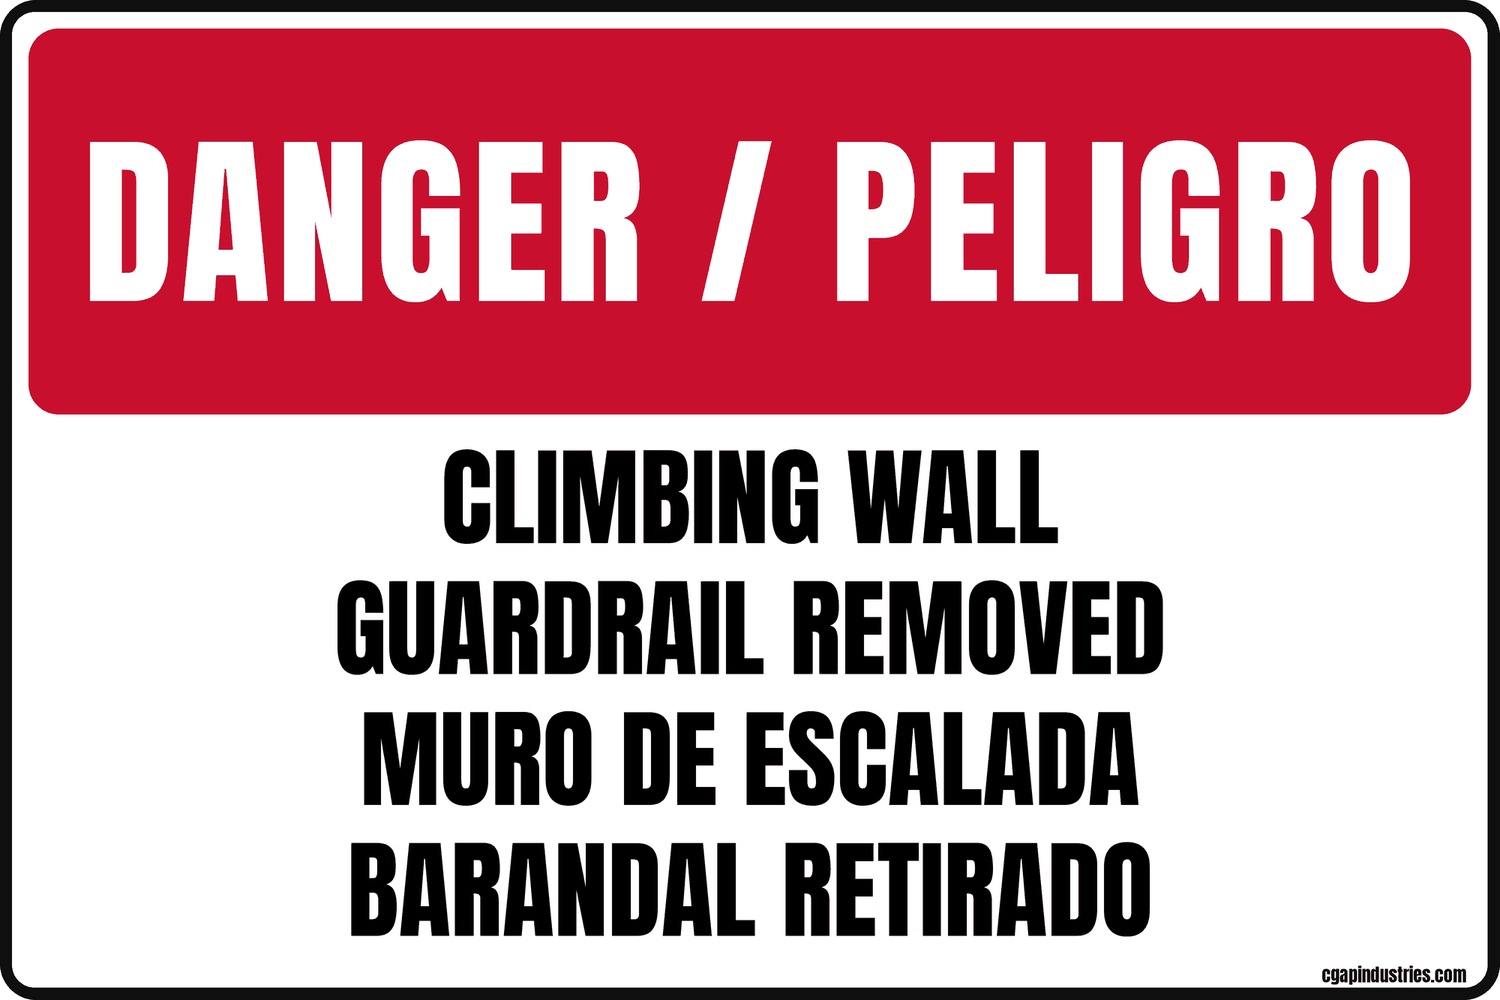 DANGER / PELIGRO
CLIMBING WALL
GUARDRAIL REMOVED
MURO DE ESCALADA
BARANDAL RETIRADO
cgapindustries.com